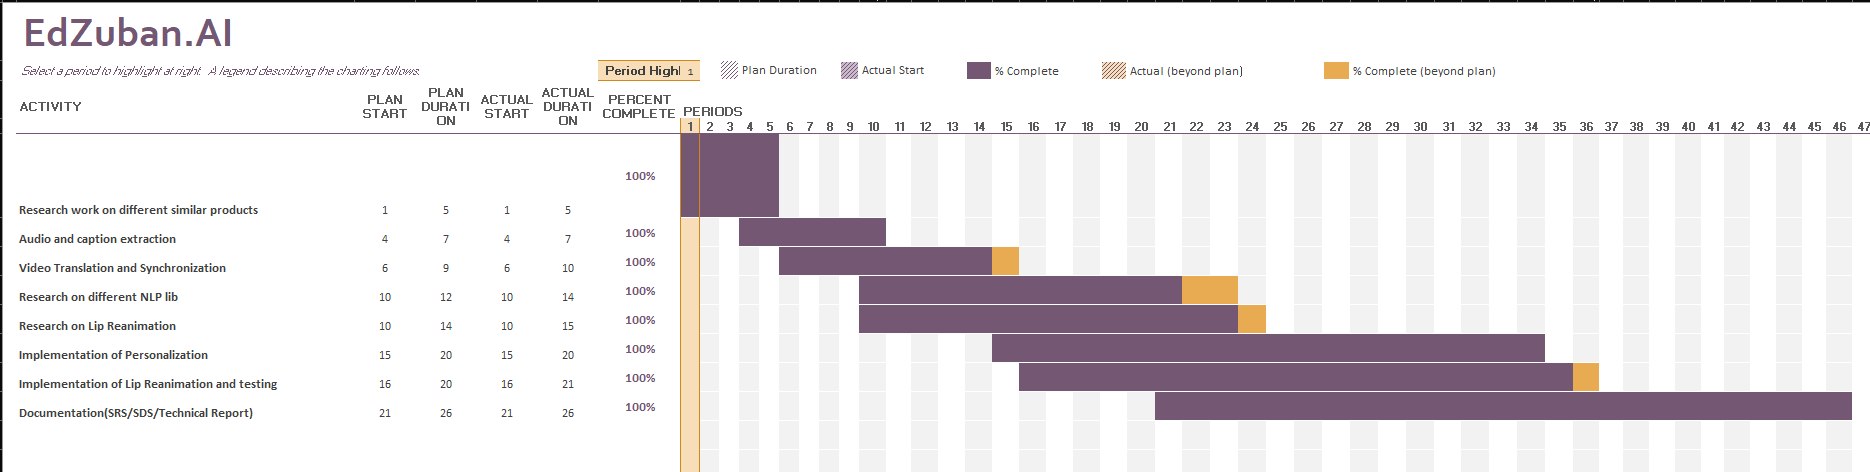 EdZuban.AI
Select a period to highlight at right. A legend describing the charting follows.
Period Highl 1 Plan Duration Actual Start % Complete Actual (beyond plan) % Complete (beyond plan)
ACTIVITY PLAN START PLAN DURATI ON ACTUAL START ACTUAL DURATI ON PERCENT COMPLETE PERIODS
1 2 3 4 5 6 7 8 9 10 11 12 13 14 15 16 17 18 19 20 21 22 23 24 25 26 27 28 29 30 31 32 33 34 35 36 37 38 39 40 41 42 43 44 45 46 47
Research work on different similar products 1 5 1 5 100%
Audio and caption extraction 4 7 4 7 100%
Video Translation and Synchronization 6 9 6 10 100%
Research on different NLP lib 10 12 10 14 100%
Research on Lip Reanimation 10 14 10 15 100%
Implementation of Personalization 15 20 15 20 100%
Implementation of Lip Reanimation and testing 16 20 16 21 100%
Documentation(SRS/SDS/Technical Report) 21 26 21 26 100%